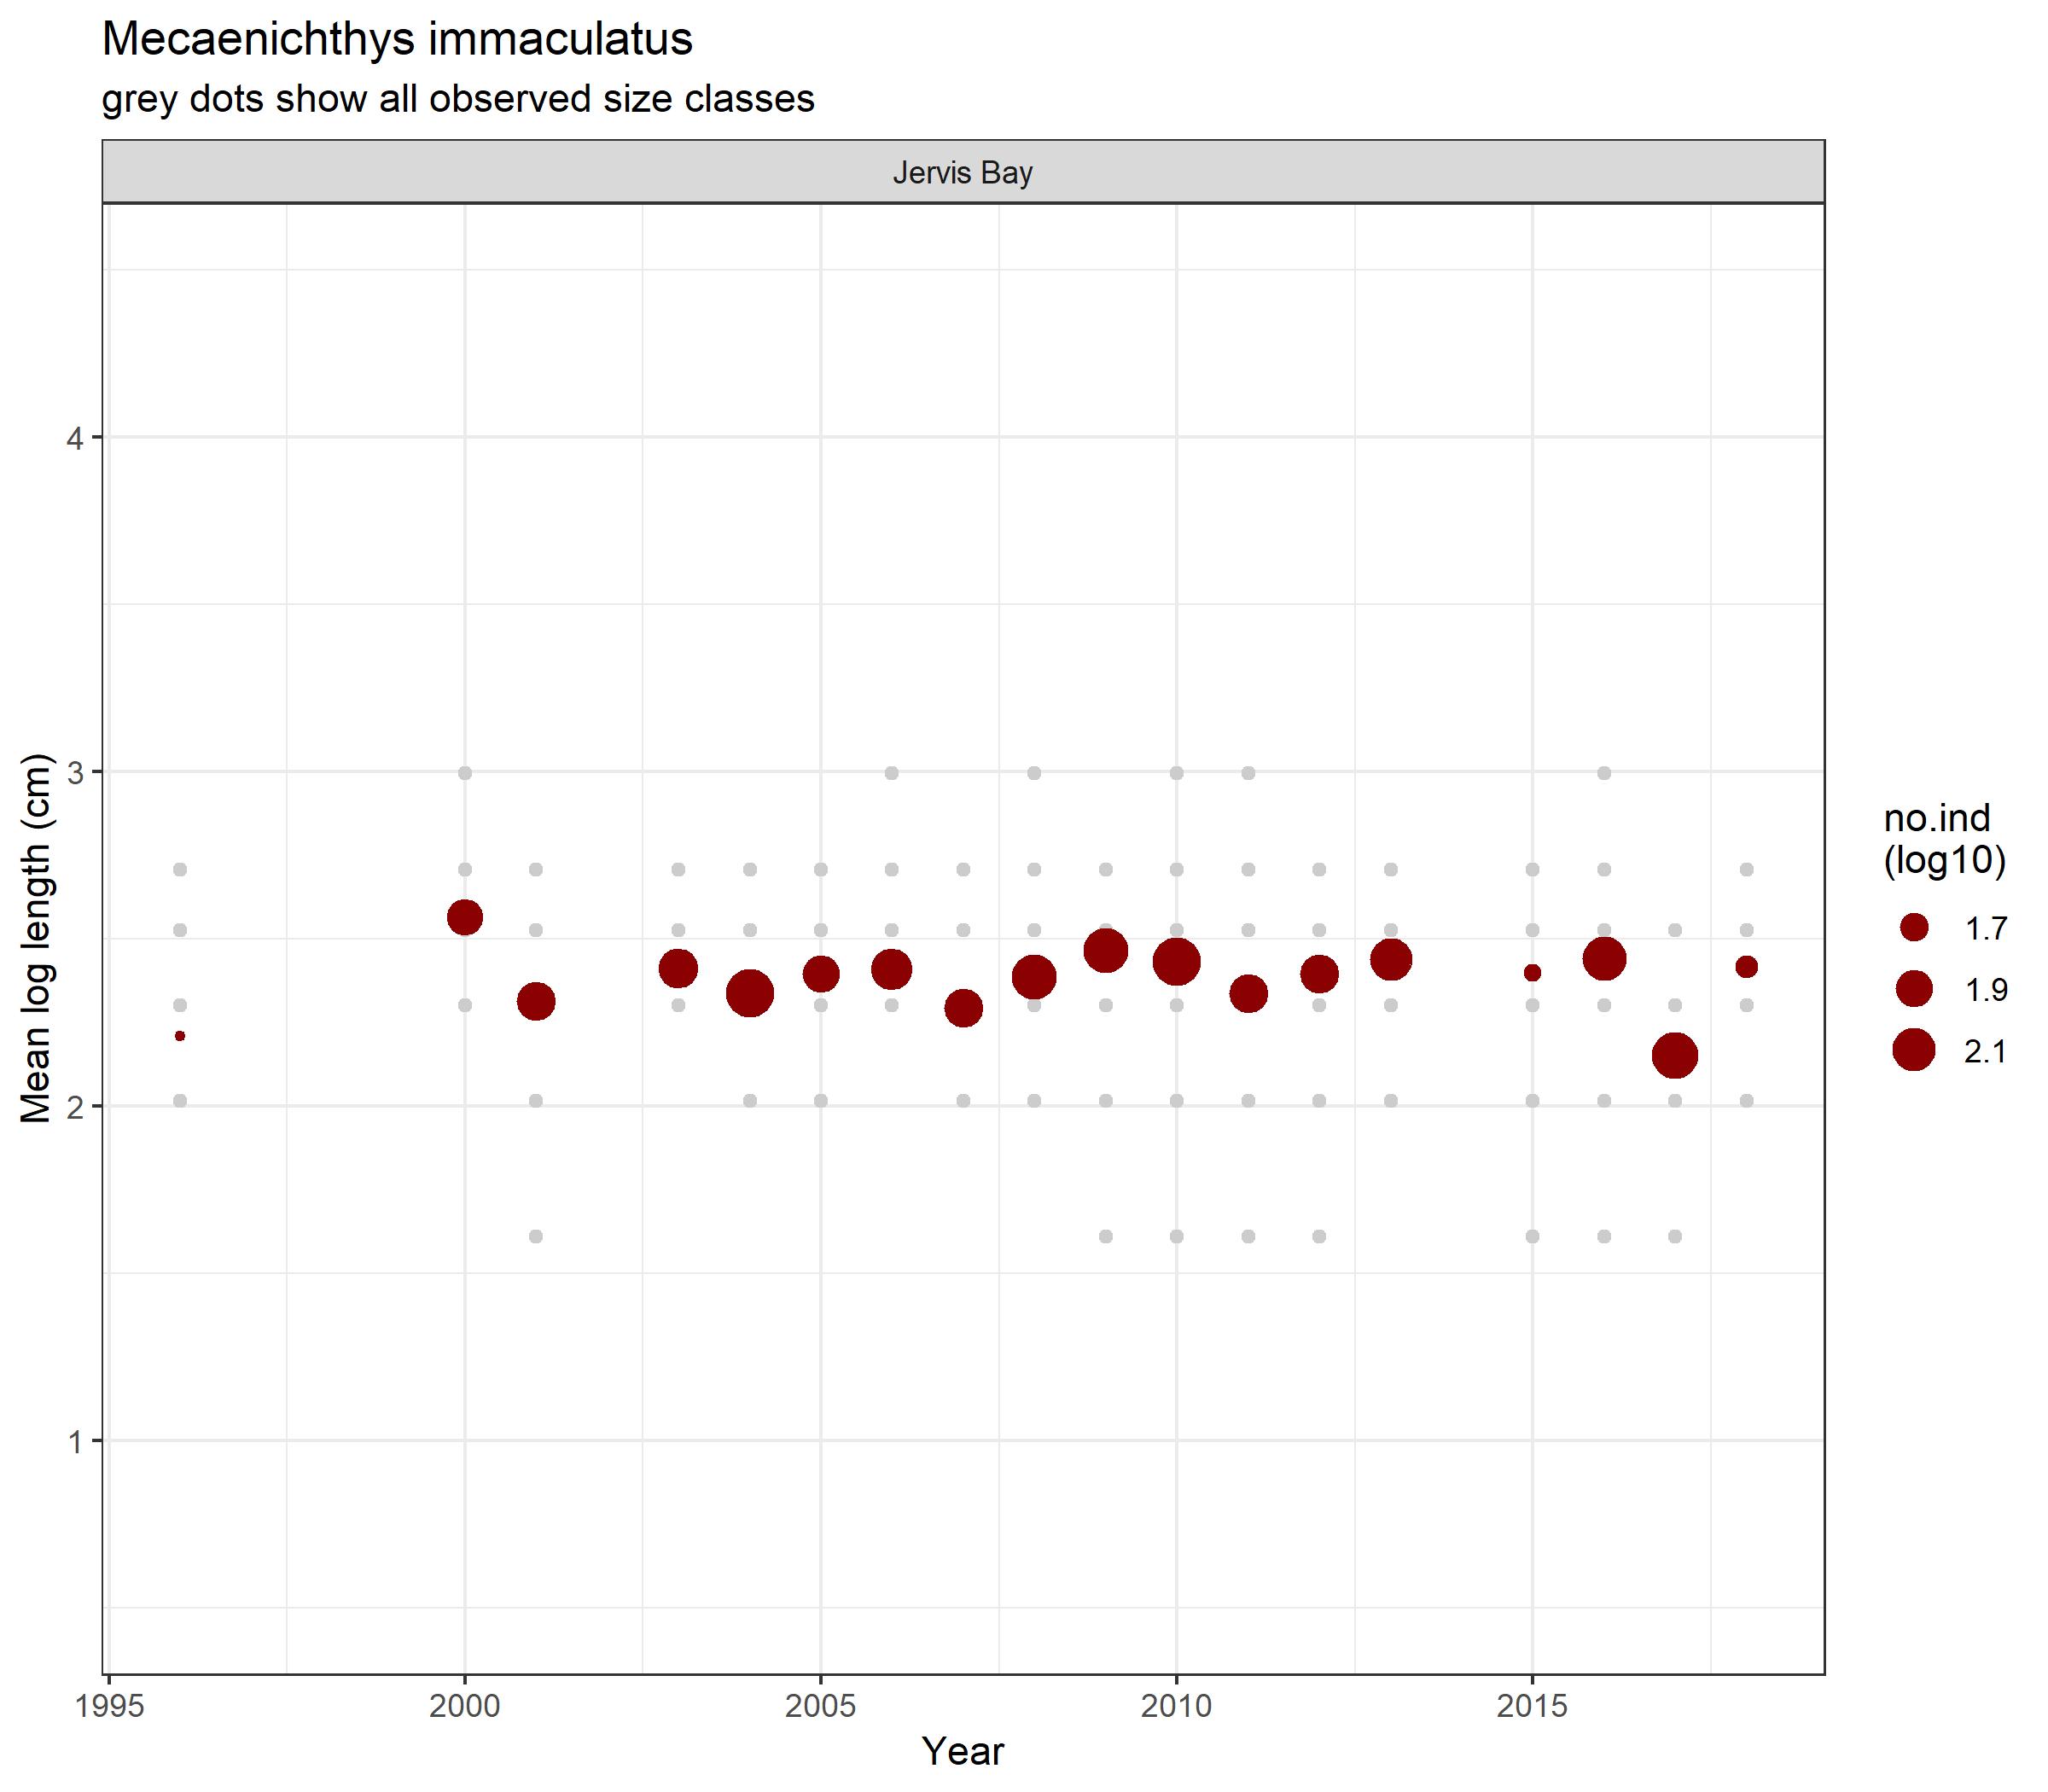 Mecaenichthys immaculatus
grey dots show all observed size classes
Jervis Bay
Mean log length (cm)
4
3
2
1
1995
2000
2005
2010
2015
Year
no.ind
(log10)
1.7
1.9
2.1